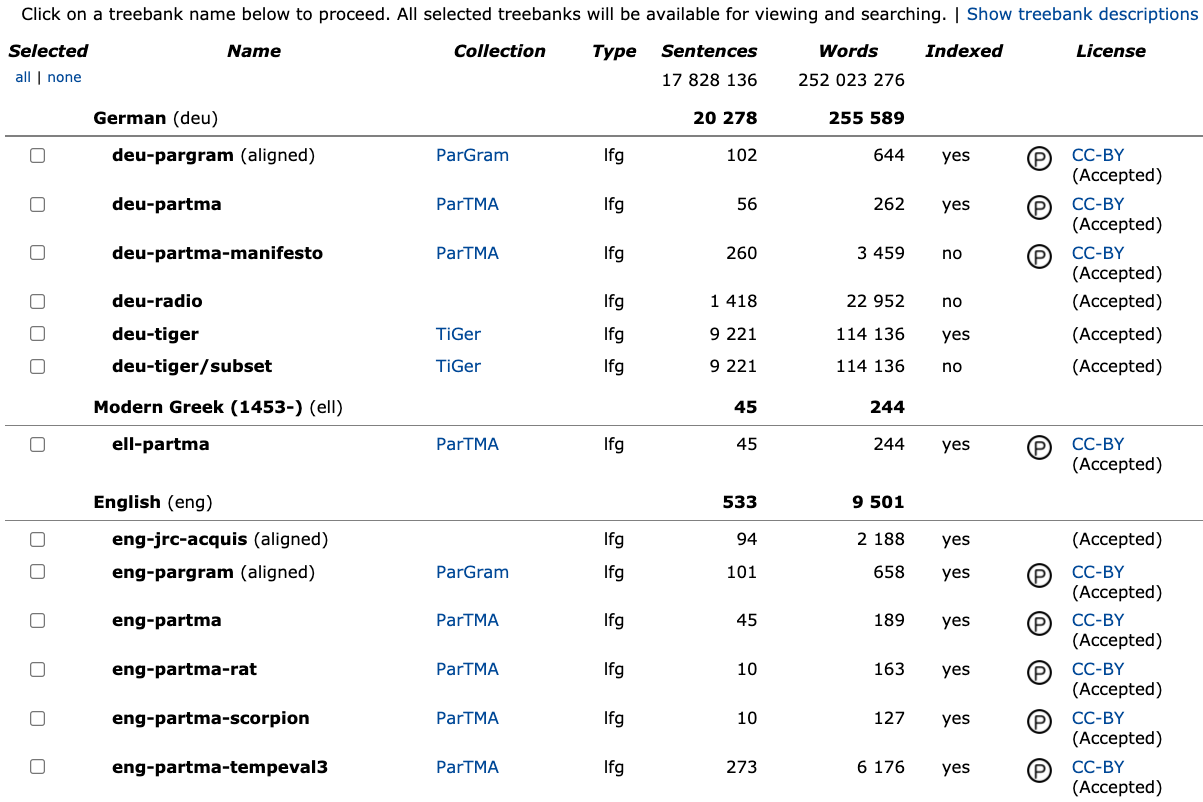 Click on a treebank name below to proceed. All selected treebanks will be available for viewing and searching. | Show treebank descriptions
Selected Name Collection Type Sentences Words Indexed License
all | none 17 828 136 252 023 276
German (deu) 20 278 255 589
deu-pargram (aligned) ParGram lfg 102 644 yes P CC-BY
(Accepted)
deu-partma ParTMA lfg 56 262 yes P CC-BY
(Accepted)
deu-partma-manifesto ParTMA lfg 260 3 459 no P CC-BY
(Accepted)
deu-radio lfg 1 418 22 952 no (Accepted)
deu-tiger TiGer lfg 9 221 114 136 yes (Accepted)
deu-tiger/subset TiGer lfg 9 221 114 136 no (Accepted)
Modern Greek (1453-) (ell) 45 244
ell-partma ParTMA lfg 45 244 yes P CC-BY
(Accepted)
English (eng) 533 9 501
eng-jrc-acquis (aligned) lfg 94 2 188 yes (Accepted)
eng-pargram (aligned) ParGram lfg 101 658 yes P CC-BY
(Accepted)
eng-partma ParTMA lfg 45 189 yes P CC-BY
(Accepted)
eng-partma-rat ParTMA lfg 10 163 yes P CC-BY
(Accepted)
eng-partma-scorpion ParTMA lfg 10 127 yes P CC-BY
(Accepted)
eng-partma-tempeval3 ParTMA lfg 273 6 176 yes P CC-BY
(Accepted)